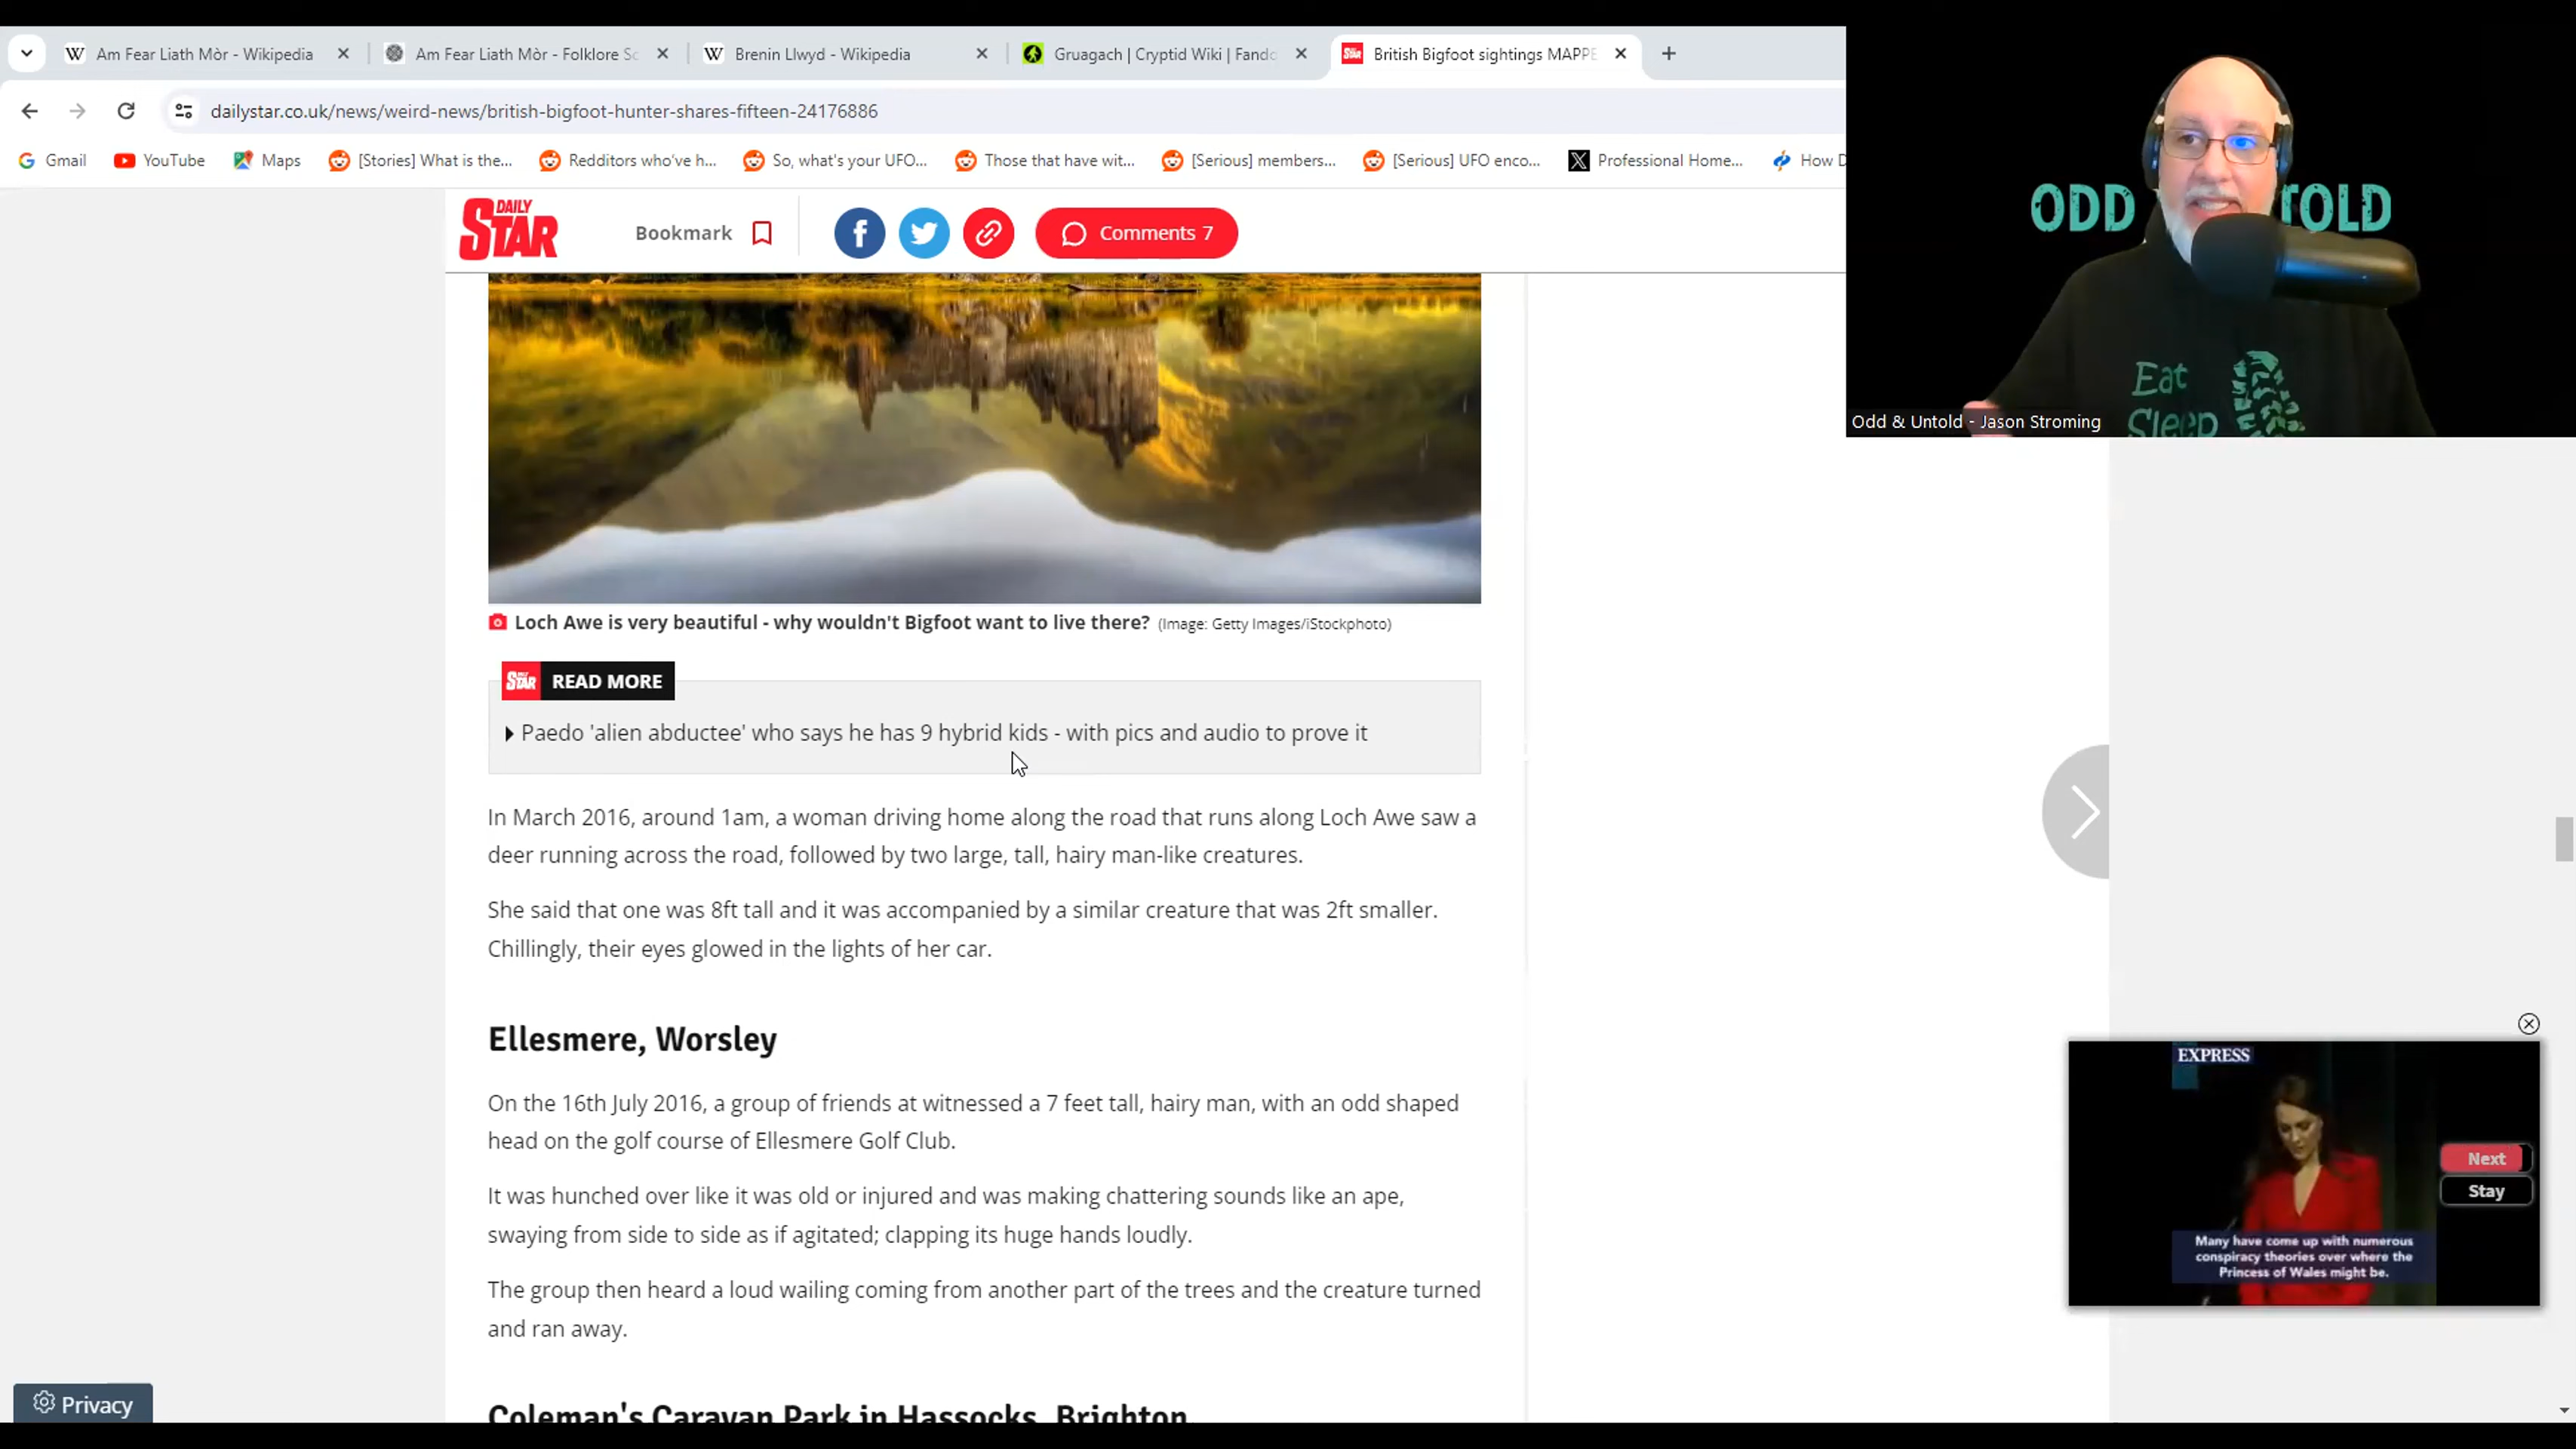 Am Fear Liath Mòr - Wikipedia
Am Fear Liath Mòr - Folklore Sc
Brenin Llwyd - Wikipedia
Gruagach | Cryptid Wiki | Fando
STAR
British Bigfoot sightings MAPPE
dailystar.co.uk/news/weird-news/british-bigfoot-hunter-shares-fifteen-24176886
Gmail
YouTube
Maps
[Stories] What is the...
Redditors who've h...
So, what's your UFO...
Those that have wit...
[Serious] members...
[Serious] UFO enco...
Professional Home...
How D
DAILY
STAR
Bookmark
Comments 7
ODD
TOLD
Eat
Sleep
Odd & Untold - Jason Stroming
Loch Awe is very beautiful - why wouldn't Bigfoot want to live there? (Image: Getty Images/iStockphoto)
STAR READ MORE
Paedo 'alien abductee' who says he has 9 hybrid kids - with pics and audio to prove it
In March 2016, around 1am, a woman driving home along the road that runs along Loch Awe saw a
deer running across the road, followed by two large, tall, hairy man-like creatures.
She said that one was 8ft tall and it was accompanied by a similar creature that was 2ft smaller.
Chillingly, their eyes glowed in the lights of her car.
Ellesmere, Worsley
On the 16th July 2016, a group of friends at witnessed a 7 feet tall, hairy man, with an odd shaped
head on the golf course of Ellesmere Golf Club.
It was hunched over like it was old or injured and was making chattering sounds like an ape,
swaying from side to side as if agitated; clapping its huge hands loudly.
The group then heard a loud wailing coming from another part of the trees and the creature turned
and ran away.
Coleman's Caravan Park in Hassocks, Brighton
EXPRESS
Next
Stay
Many have come up with numerous
conspiracy theories over where the
Princess of Wales might be.
Privacy